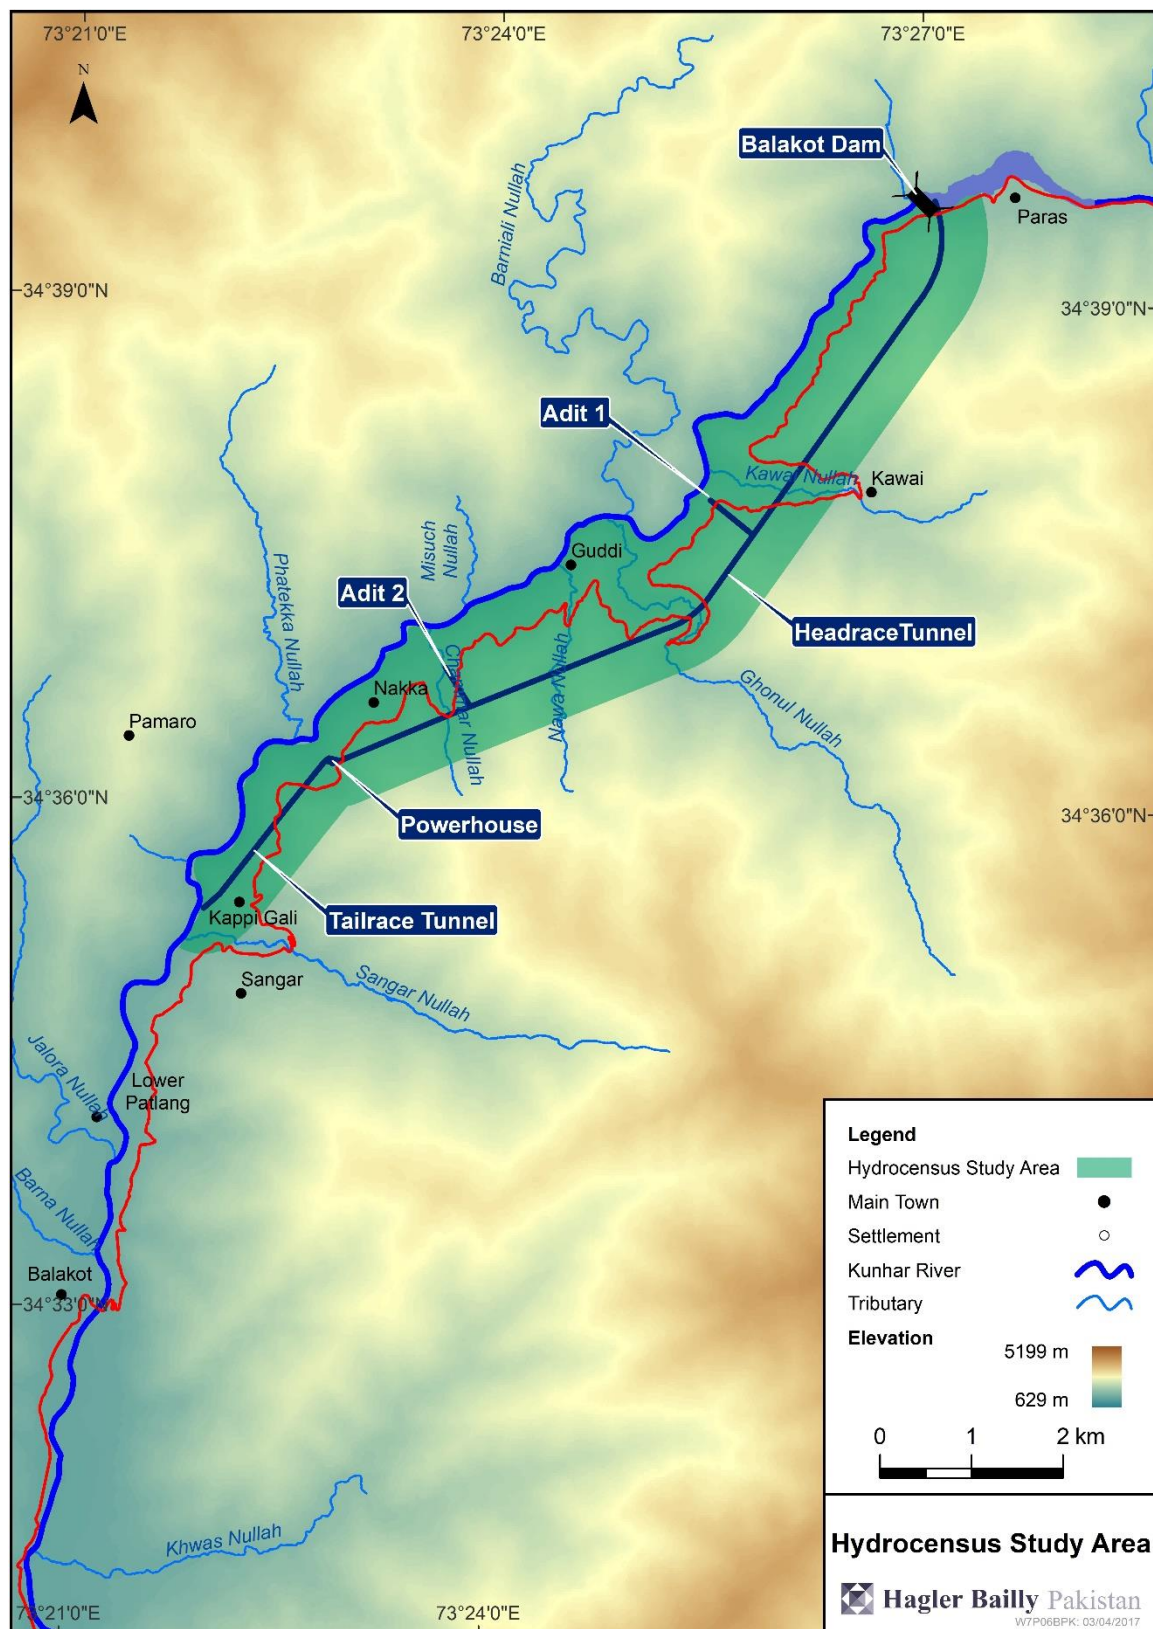 73°21'0"E
73°24'0"E
73°27'0"E
N
Balakot Dam
Paras
Barniali Nullah
34°39'0"N
34°39'0"N
Adit 1
Kawai Nullah
Kawai
Guddi
Misuch
Nullah
Phatekka Nullah
Adit 2
Headrace Tunnel
Nakka
Nawa Nullah
Ghonul Nullah
Pamaro
34°36'0"N
34°36'0"N
Powerhouse
Kappi Gali
Tailrace Tunnel
Sangar
Sangar Nullah
Jalora Nullah
Lower
Patlang
Barna Nullah
Balakot
34°33'0"N
Khwas Nullah
73°21'0"E
73°24'0"E
Legend
Hydrocensus Study Area
Main Town
Settlement
Kunhar River
Tributary
Elevation
5199 m
629 m
0 1 2 km
Hydrocensus Study Area
Hagler Bailly Pakistan
W7P06BPK: 03/04/2017